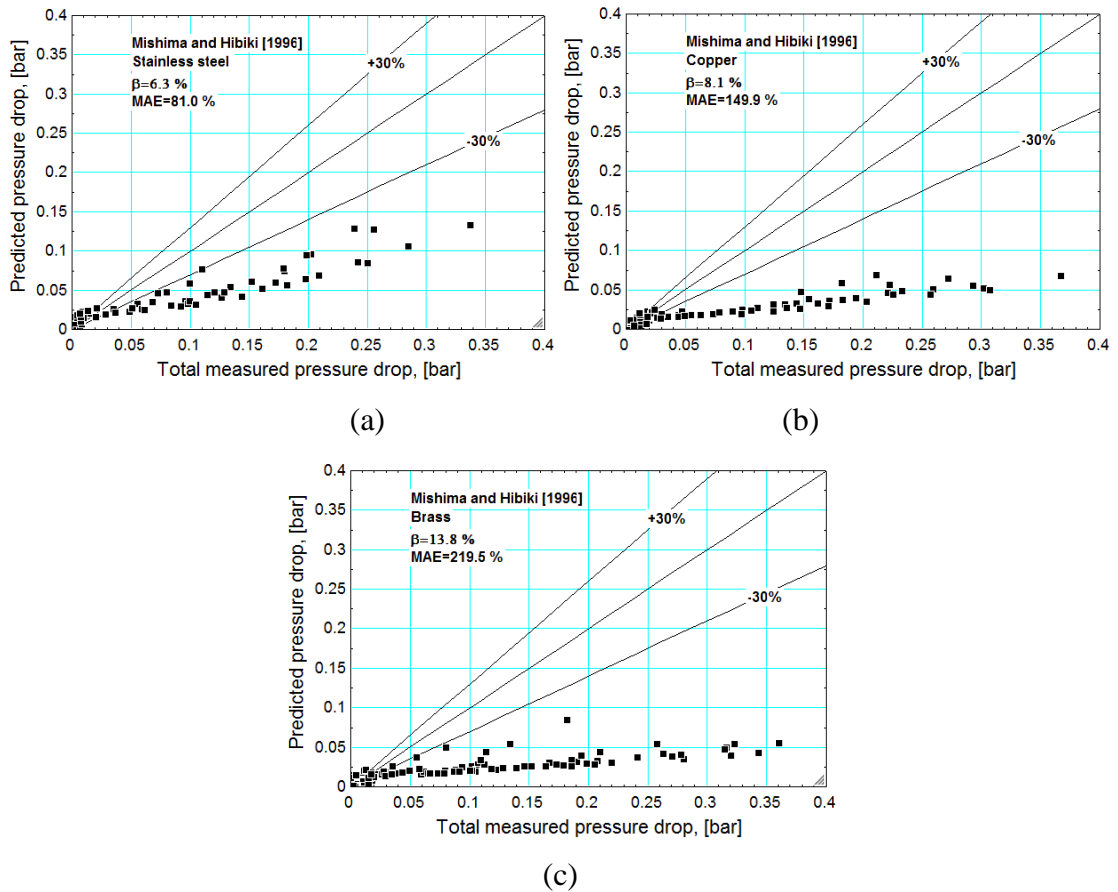 Predicted pressure drop, [bar]
0.4
0.35
0.3
0.25
0.2
0.15
0.1
0.05
0
Mishima and Hibiki [1996]
Stainless steel
β=6.3 %
MAE=81.0 %
+30%
-30%
0 0.05 0.1 0.15 0.2 0.25 0.3 0.35 0.4
Total measured pressure drop, [bar]
(a)
Predicted pressure drop, [bar]
0.4
0.35
0.3
0.25
0.2
0.15
0.1
0.05
0
Mishima and Hibiki [1996]
Copper
β=8.1 %
MAE=149.9 %
+30%
-30%
0 0.05 0.1 0.15 0.2 0.25 0.3 0.35 0.4
Total measured pressure drop, [bar]
(b)
Predicted pressure drop, [bar]
0.4
0.35
0.3
0.25
0.2
0.15
0.1
0.05
0
Mishima and Hibiki [1996]
Brass
β=13.8 %
MAE=219.5 %
+30%
-30%
0 0.05 0.1 0.15 0.2 0.25 0.3 0.35 0.4
Total measured pressure drop, [bar]
(c)